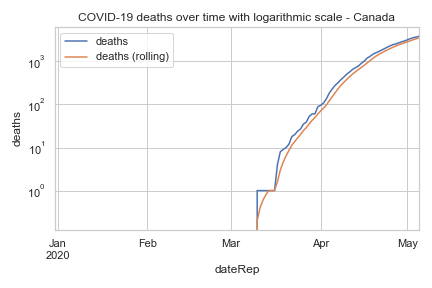 COVID-19 deaths over time with logarithmic scale - Canada
deaths
deaths (rolling)
10³
10²
10¹
10⁰
deaths
Jan Feb Mar Apr May
2020
dateRep